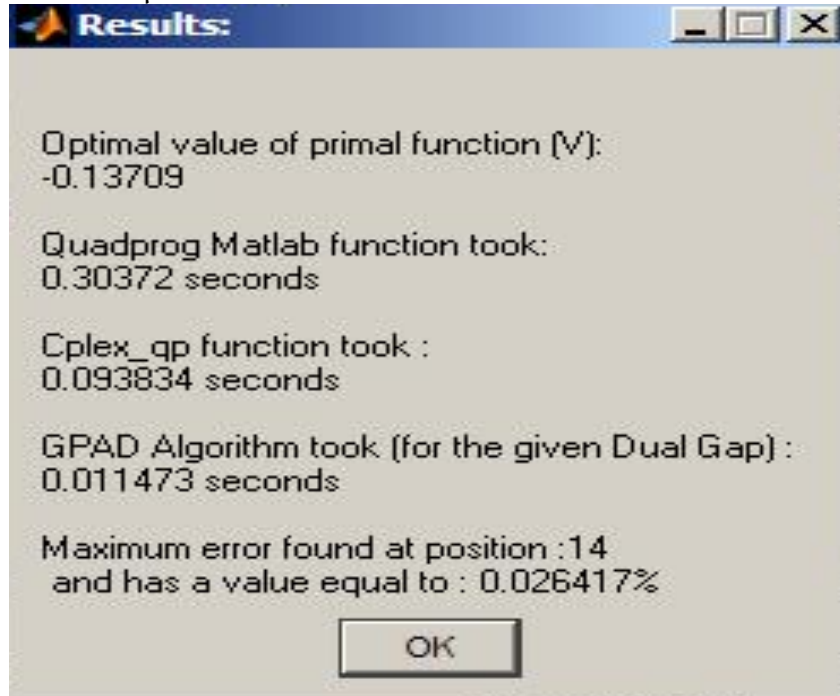 Results:
Optimal value of primal function (V):
-0.13709
Quadprog Matlab function took:
0.30372 seconds
Cplex_qp function took :
0.093834 seconds
GPAD Algorithm took (for the given Dual Gap) :
0.011473 seconds
Maximum error found at position :14
and has a value equal to : 0.026417%
OK